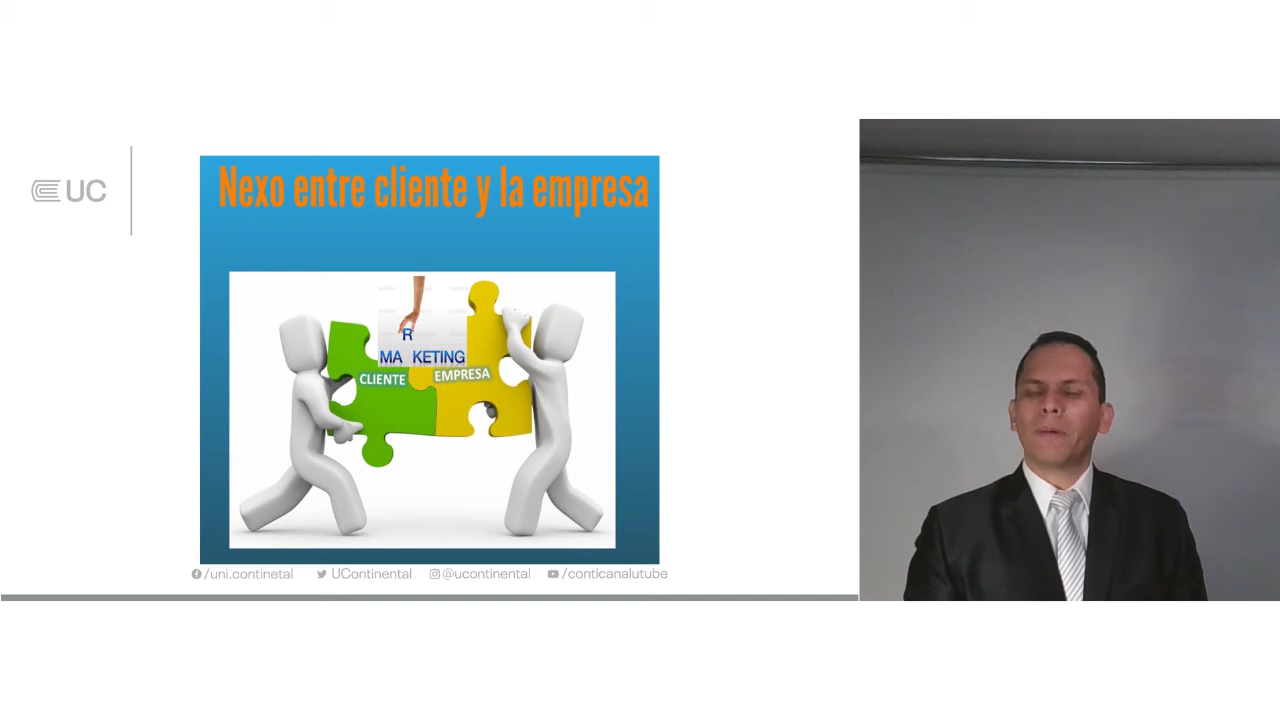 UC
Nexo entre cliente y la empresa
R
MA KETING
CLIENTE
EMPRESA
/uni.continetal UContinental @ucontinental /conticanalutube